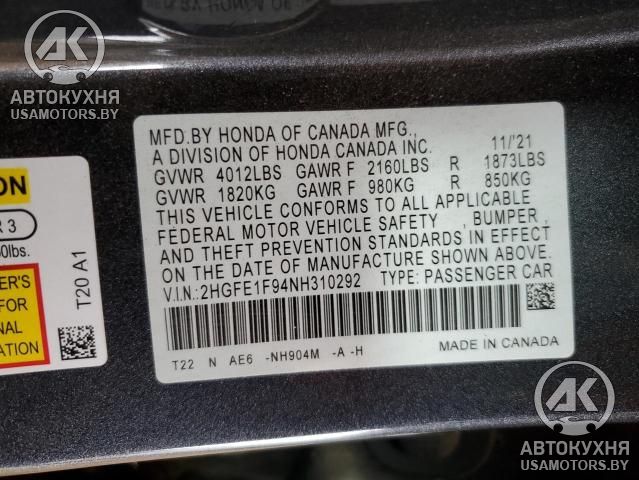 АВТОКУХНЯ
USAMOTORS.BY
MFD.BY HONDA OF CANADA MFG.,
A DIVISION OF HONDA CANADA INC. 11/'21
GVWR 4012LBS GAWR F 2160LBS R 1873LBS
GVWR 1820KG GAWR F 980KG R 850KG
THIS VEHICLE CONFORMS TO ALL APPLICABLE
FEDERAL MOTOR VEHICLE SAFETY , BUMPER,
AND THEFT PREVENTION STANDARDS IN EFFECT
ON THE DATE OF MANUFACTURE SHOWN ABOVE.
V.I.N.:2HGFE1F94NH310292 TYPE: PASSENGER CAR
T22 N AE6 -NH904M -A -H MADE IN CANADA
R 3
lbs.
FOR
T20 A1
АВТОКУХНЯ
USAMOTORS.BY